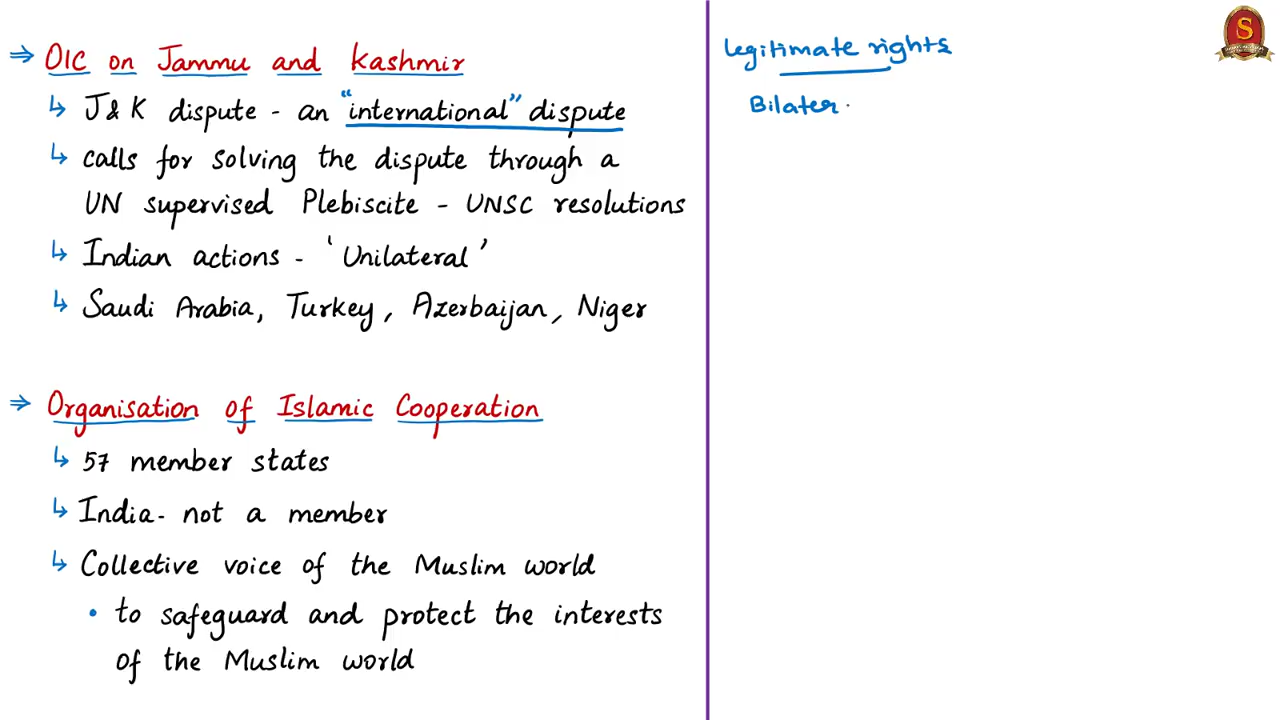 ⇒ OIC on Jammu and Kashmir
↳ J&K dispute - an "international" dispute
↳ calls for solving the dispute through a
UN supervised Plebiscite - UNSC resolutions
↳ Indian actions - 'Unilateral'
↳ Saudi Arabia, Turkey, Azerbaijan, Niger
⇒ Organisation of Islamic Cooperation
↳ 57 member states
↳ India - not a member
↳ Collective voice of the Muslim world
• to safeguard and protect the interests
of the Muslim world
legitimate rights
Bilater
S